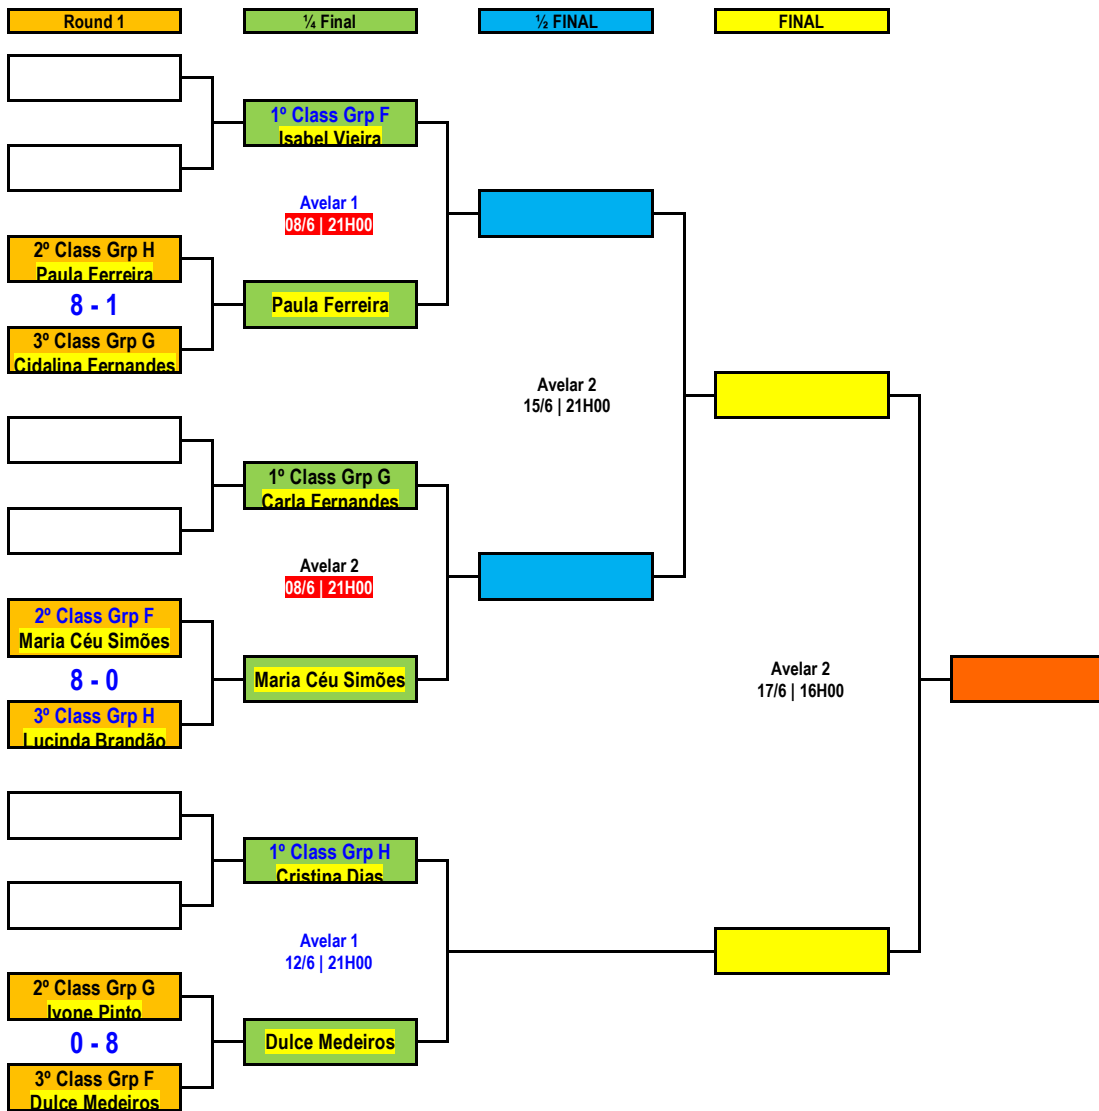 Round 1
¼ Final
½ FINAL
FINAL
1º Class Grp F
Isabel Vieira
Avelar 1
08/6 | 21H00
2º Class Grp H
Paula Ferreira
8 - 1
Paula Ferreira
3º Class Grp G
Cidalina Fernandes
Avelar 2
15/6 | 21H00
1º Class Grp G
Carla Fernandes
Avelar 2
08/6 | 21H00
2º Class Grp F
Maria Céu Simões
8 - 0
Maria Céu Simões
3º Class Grp H
Lucinda Brandão
Avelar 2
17/6 | 16H00
1º Class Grp H
Cristina Dias
Avelar 1
12/6 | 21H00
2º Class Grp G
Ivone Pinto
0 - 8
Dulce Medeiros
3º Class Grp F
Dulce Medeiros